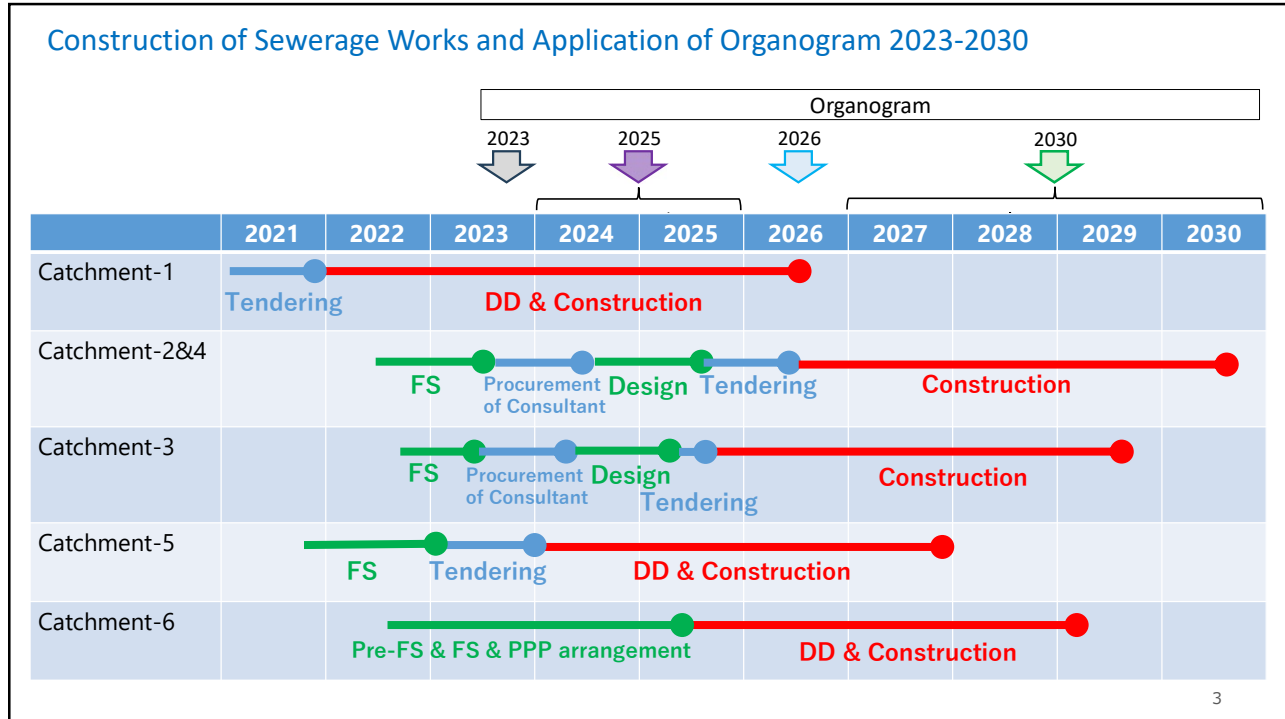 Construction of Sewerage Works and Application of Organogram 2023-2030
Organogram
2023 2025 2026 2030
2021 2022 2023 2024 2025 2026 2027 2028 2029 2030
Catchment-1
Tendering DD & Construction
Catchment-2&4
FS Procurement
of Consultant Design Tendering Construction
Catchment-3
FS Procurement
of Consultant Design
Tendering Construction
Catchment-5
FS Tendering DD & Construction
Catchment-6
Pre-FS & FS & PPP arrangement DD & Construction
3